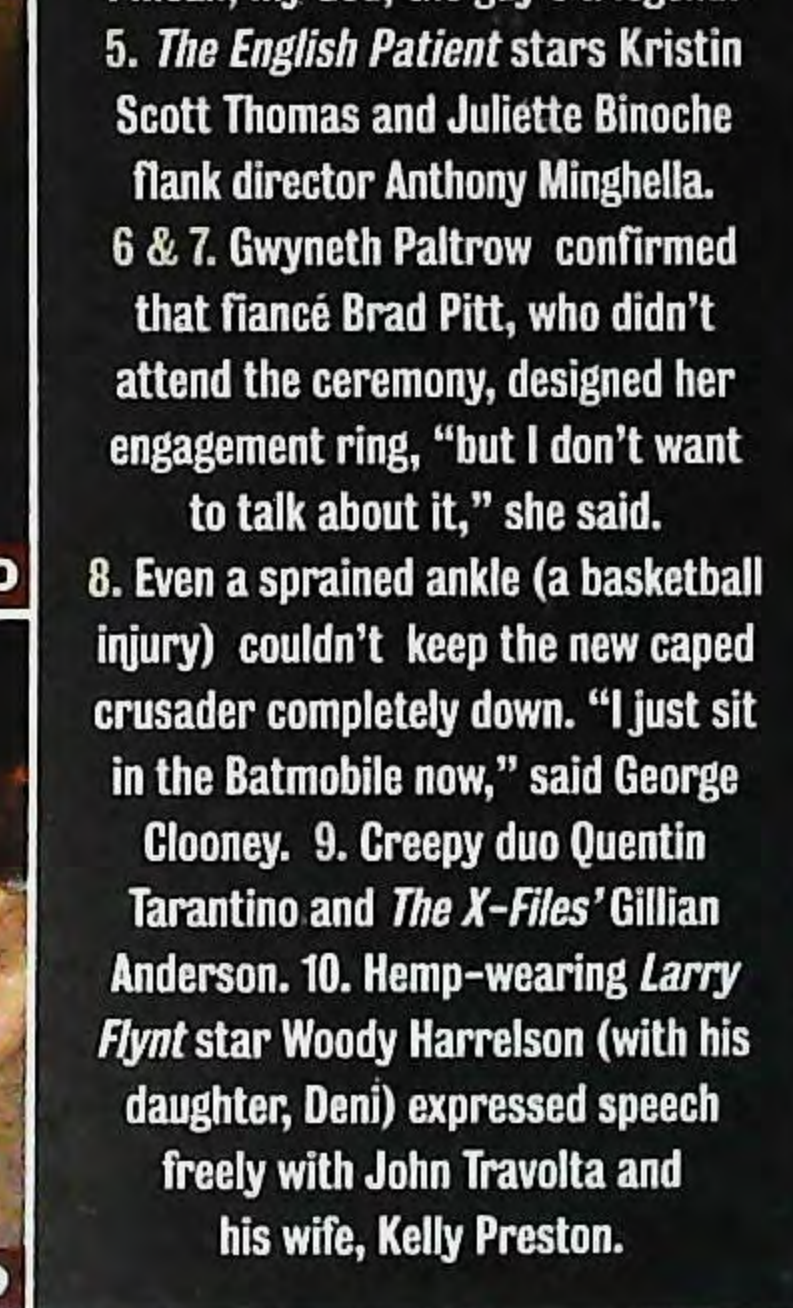 5. The English Patient stars Kristin
Scott Thomas and Juliette Binoche
flank director Anthony Minghella.
6 & 7. Gwyneth Paltrow confirmed
that fiancé Brad Pitt, who didn't
attend the ceremony, designed her
engagement ring, “but I don't want
to talk about it,” she said.
8. Even a sprained ankle (a basketball
injury) couldn't keep the new caped
crusader completely down. “I just sit
in the Batmobile now,” said George
Clooney. 9. Creepy duo Quentin
Tarantino and The X-Files' Gillian
Anderson. 10. Hemp-wearing Larry
Flynt star Woody Harrelson (with his
daughter, Deni) expressed speech
freely with John Travolta and
his wife, Kelly Preston.